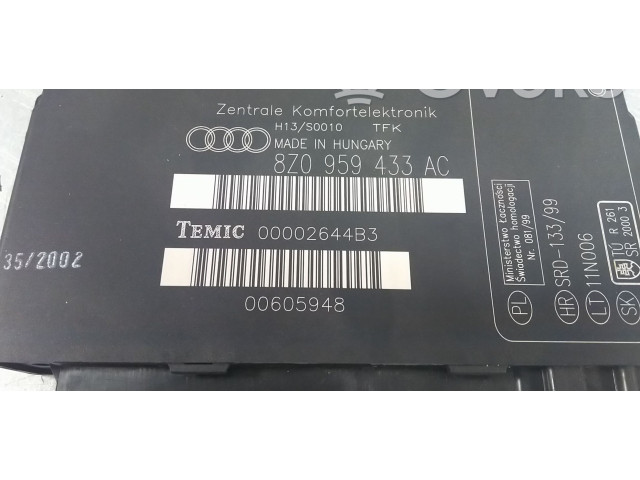 Zentrale Komfortelektronik
H13/S0010 TFK
MADE IN HUNGARY
8Z0 959 433 AC
TEMIC 00002644B3
00605948
35/2002
Ministerstwo Łączności
Świadectwo homologacji
Nr. 081/99
PL
HR SRD-133/99
LT 11N006
SK TÚ R 261
SR 2000 3